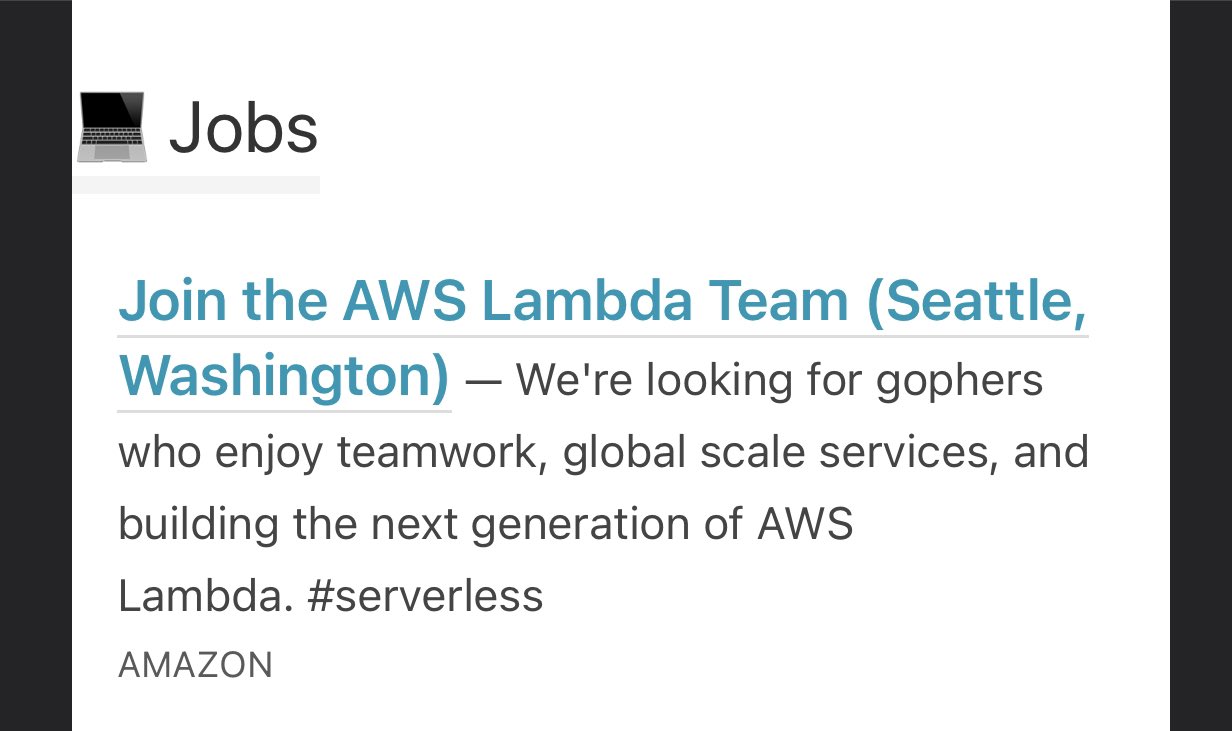 Jobs
Join the AWS Lambda Team (Seattle,
Washington) — We're looking for gophers
who enjoy teamwork, global scale services, and
building the next generation of AWS
Lambda. #serverless
AMAZON